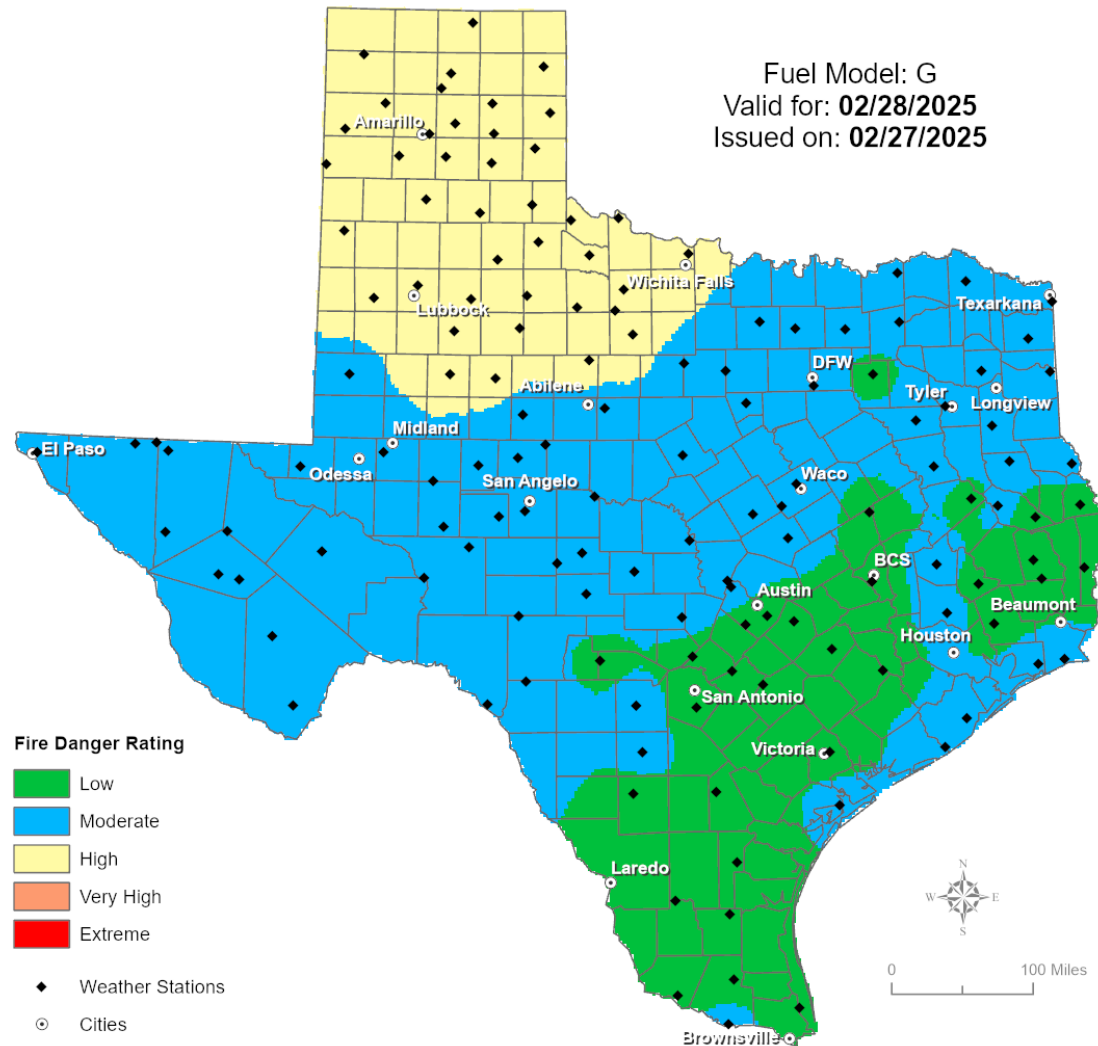 Fuel Model: G
Valid for: 02/28/2025
Issued on: 02/27/2025
Amarillo
Wichita Falls
Lubbock
Texarkana
DFW
Abilene
Tyler
Longview
Midland
El Paso
Odessa
San Angelo
Waco
BCS
Austin
Beaumont
Houston
San Antonio
Victoria
Laredo
Brownsville
Fire Danger Rating
Low
Moderate
High
Very High
Extreme
Weather Stations
Cities
N
W E
S
0 100 Miles